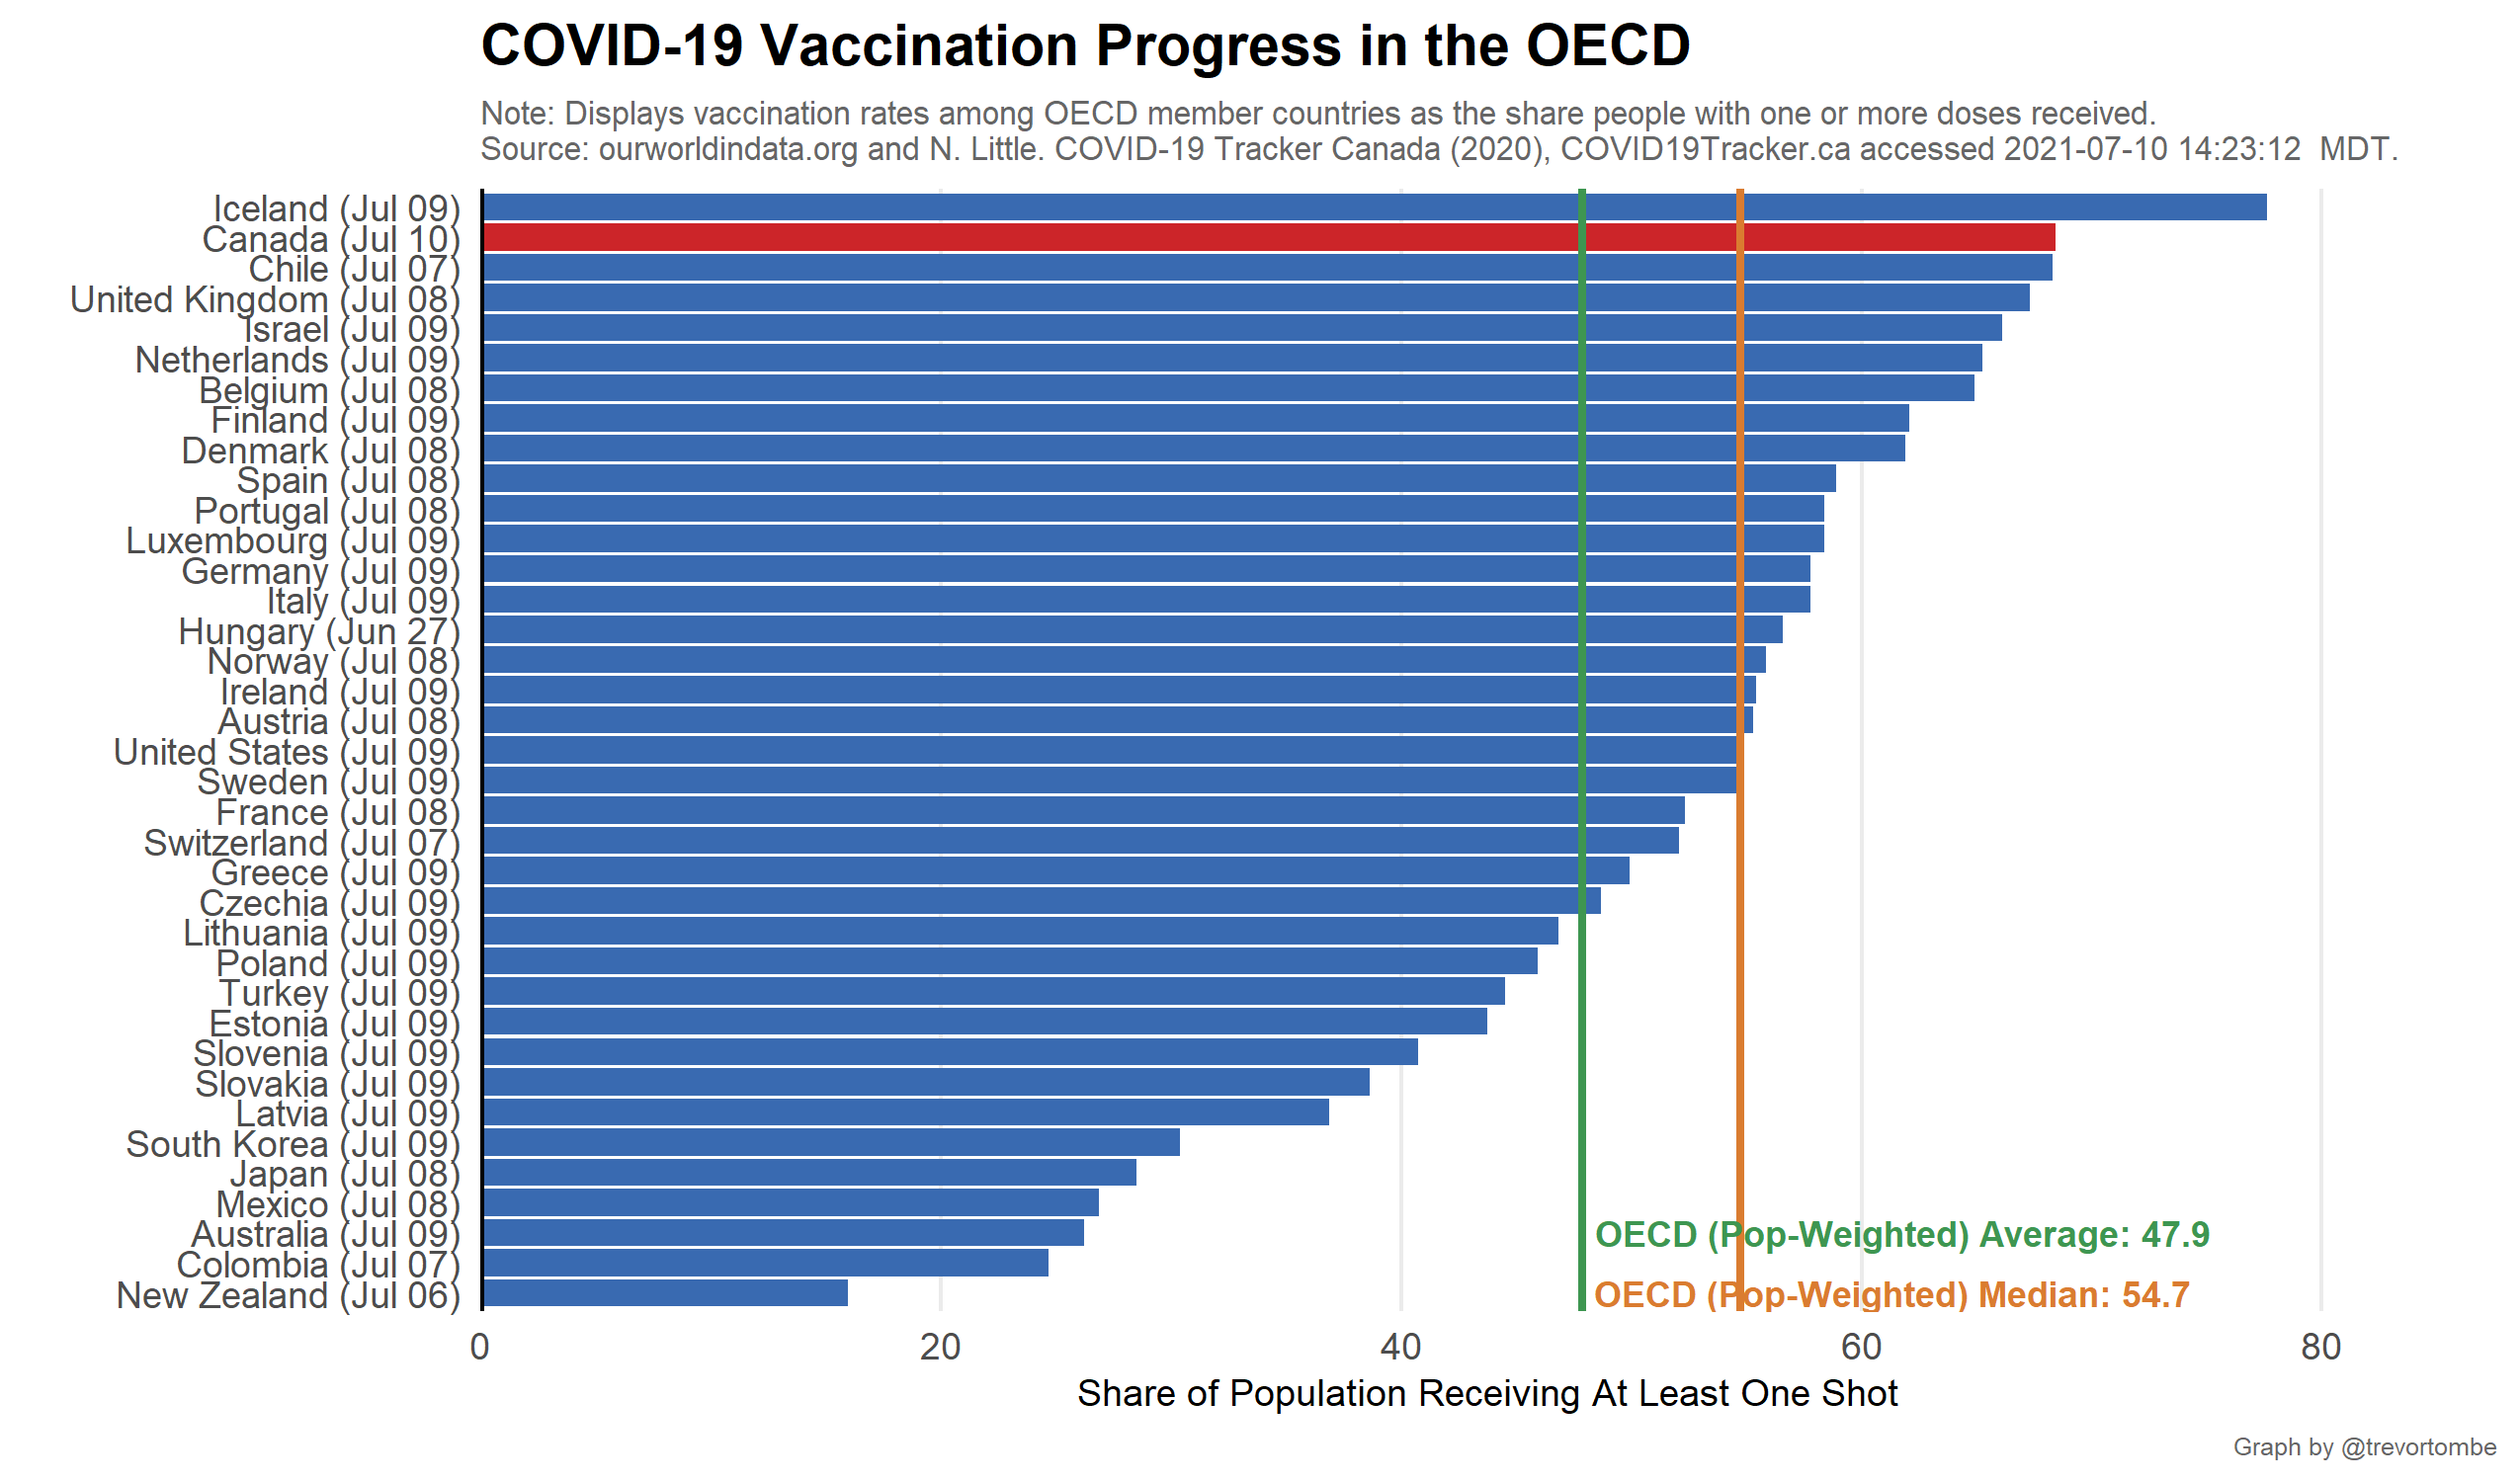 COVID-19 Vaccination Progress in the OECD
Note: Displays vaccination rates among OECD member countries as the share people with one or more doses received.
Source: ourworldindata.org and N. Little. COVID-19 Tracker Canada (2020), COVID19Tracker.ca accessed 2021-07-10 14:23:12  MDT.
Iceland (Jul 09)
Canada (Jul 10)
Chile (Jul 07)
United Kingdom (Jul 08)
Israel (Jul 09)
Netherlands (Jul 09)
Belgium (Jul 08)
Finland (Jul 09)
Denmark (Jul 08)
Spain (Jul 08)
Portugal (Jul 08)
Luxembourg (Jul 09)
Germany (Jul 09)
Italy (Jul 09)
Hungary (Jun 27)
Norway (Jul 08)
Ireland (Jul 09)
Austria (Jul 08)
United States (Jul 09)
Sweden (Jul 09)
France (Jul 08)
Switzerland (Jul 07)
Greece (Jul 09)
Czechia (Jul 09)
Lithuania (Jul 09)
Poland (Jul 09)
Turkey (Jul 09)
Estonia (Jul 09)
Slovenia (Jul 09)
Slovakia (Jul 09)
Latvia (Jul 09)
South Korea (Jul 09)
Japan (Jul 08)
Mexico (Jul 08)
Australia (Jul 09)
OECD (Pop-Weighted) Average: 47.9
Colombia (Jul 07)
New Zealand (Jul 06)
OECD (Pop-Weighted) Median: 54.7
0 20 40 60 80
Share of Population Receiving At Least One Shot
Graph by @trevortombe